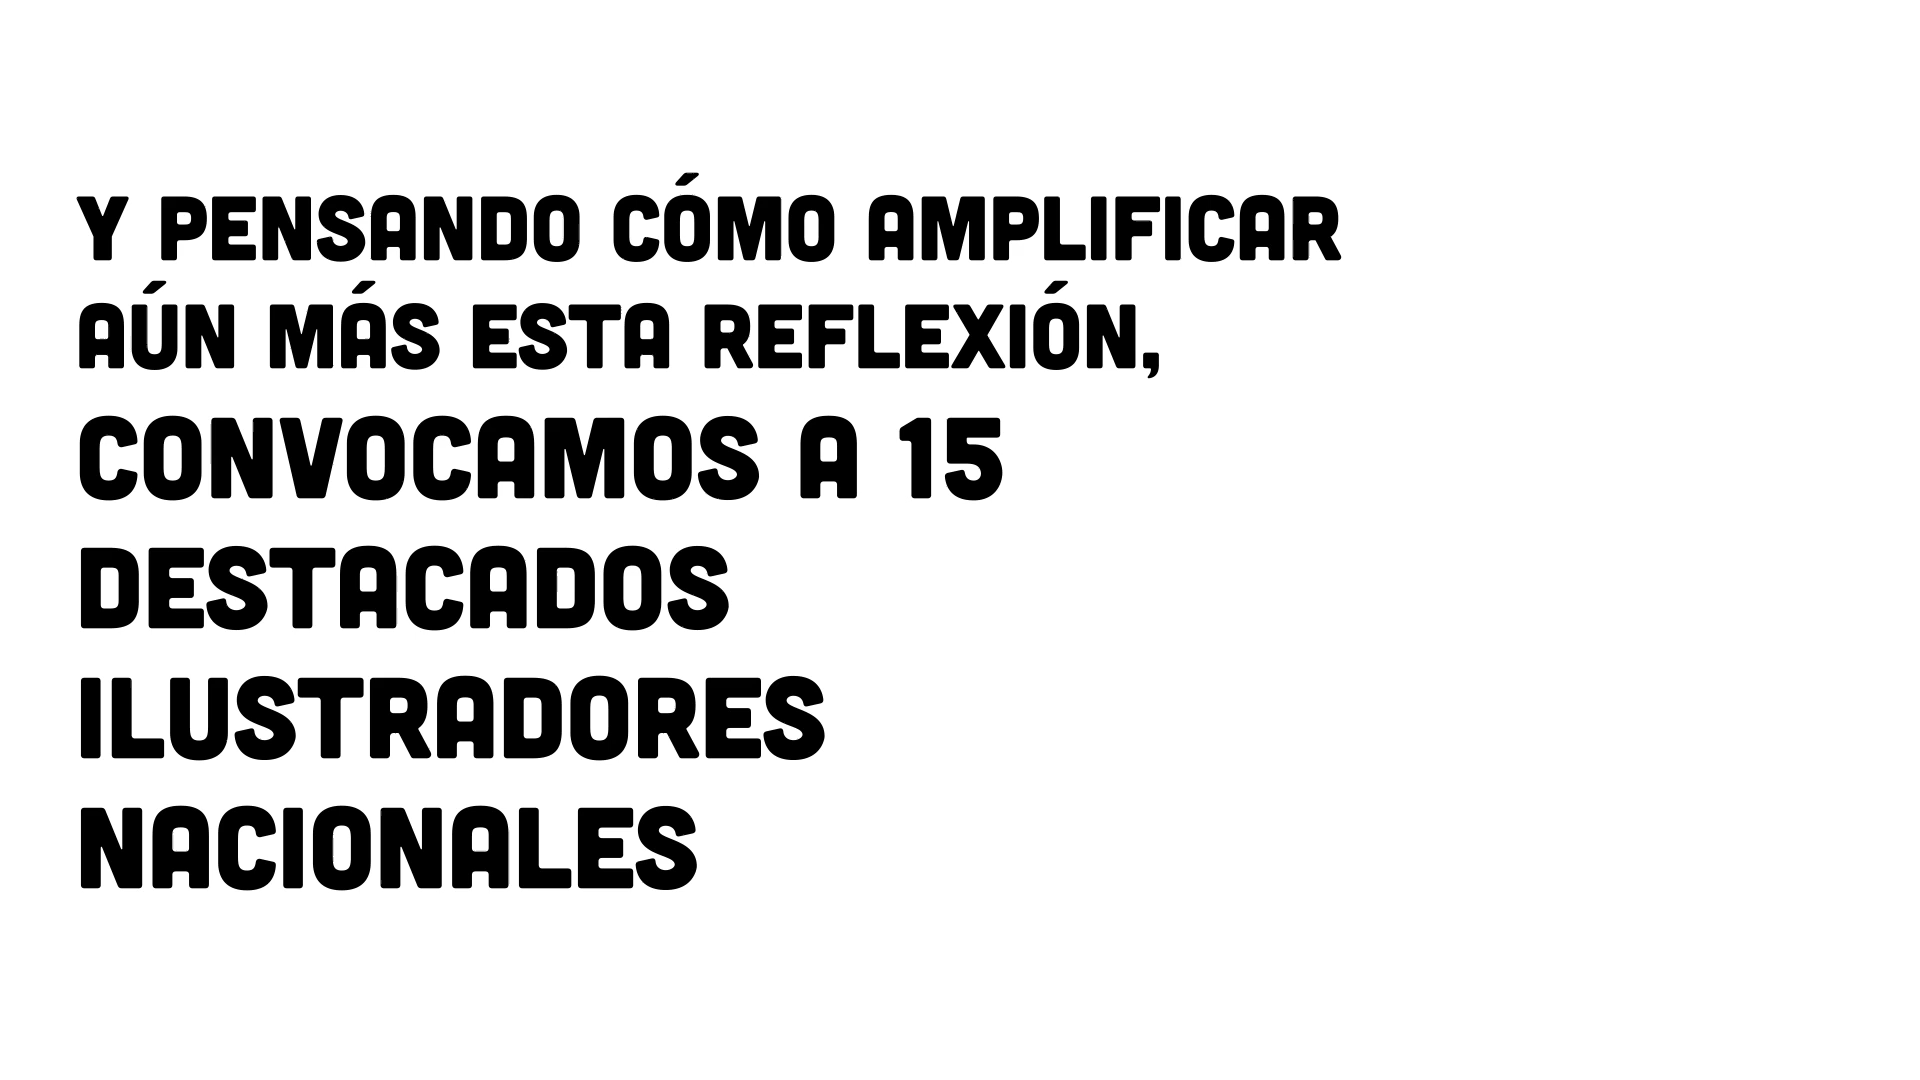 Y PENSANDO CÓMO AMPLIFICAR
AÚN MÁS ESTA REFLEXIÓN,
CONVOCAMOS A 15
DESTACADOS
ILUSTRADORES
NACIONALES